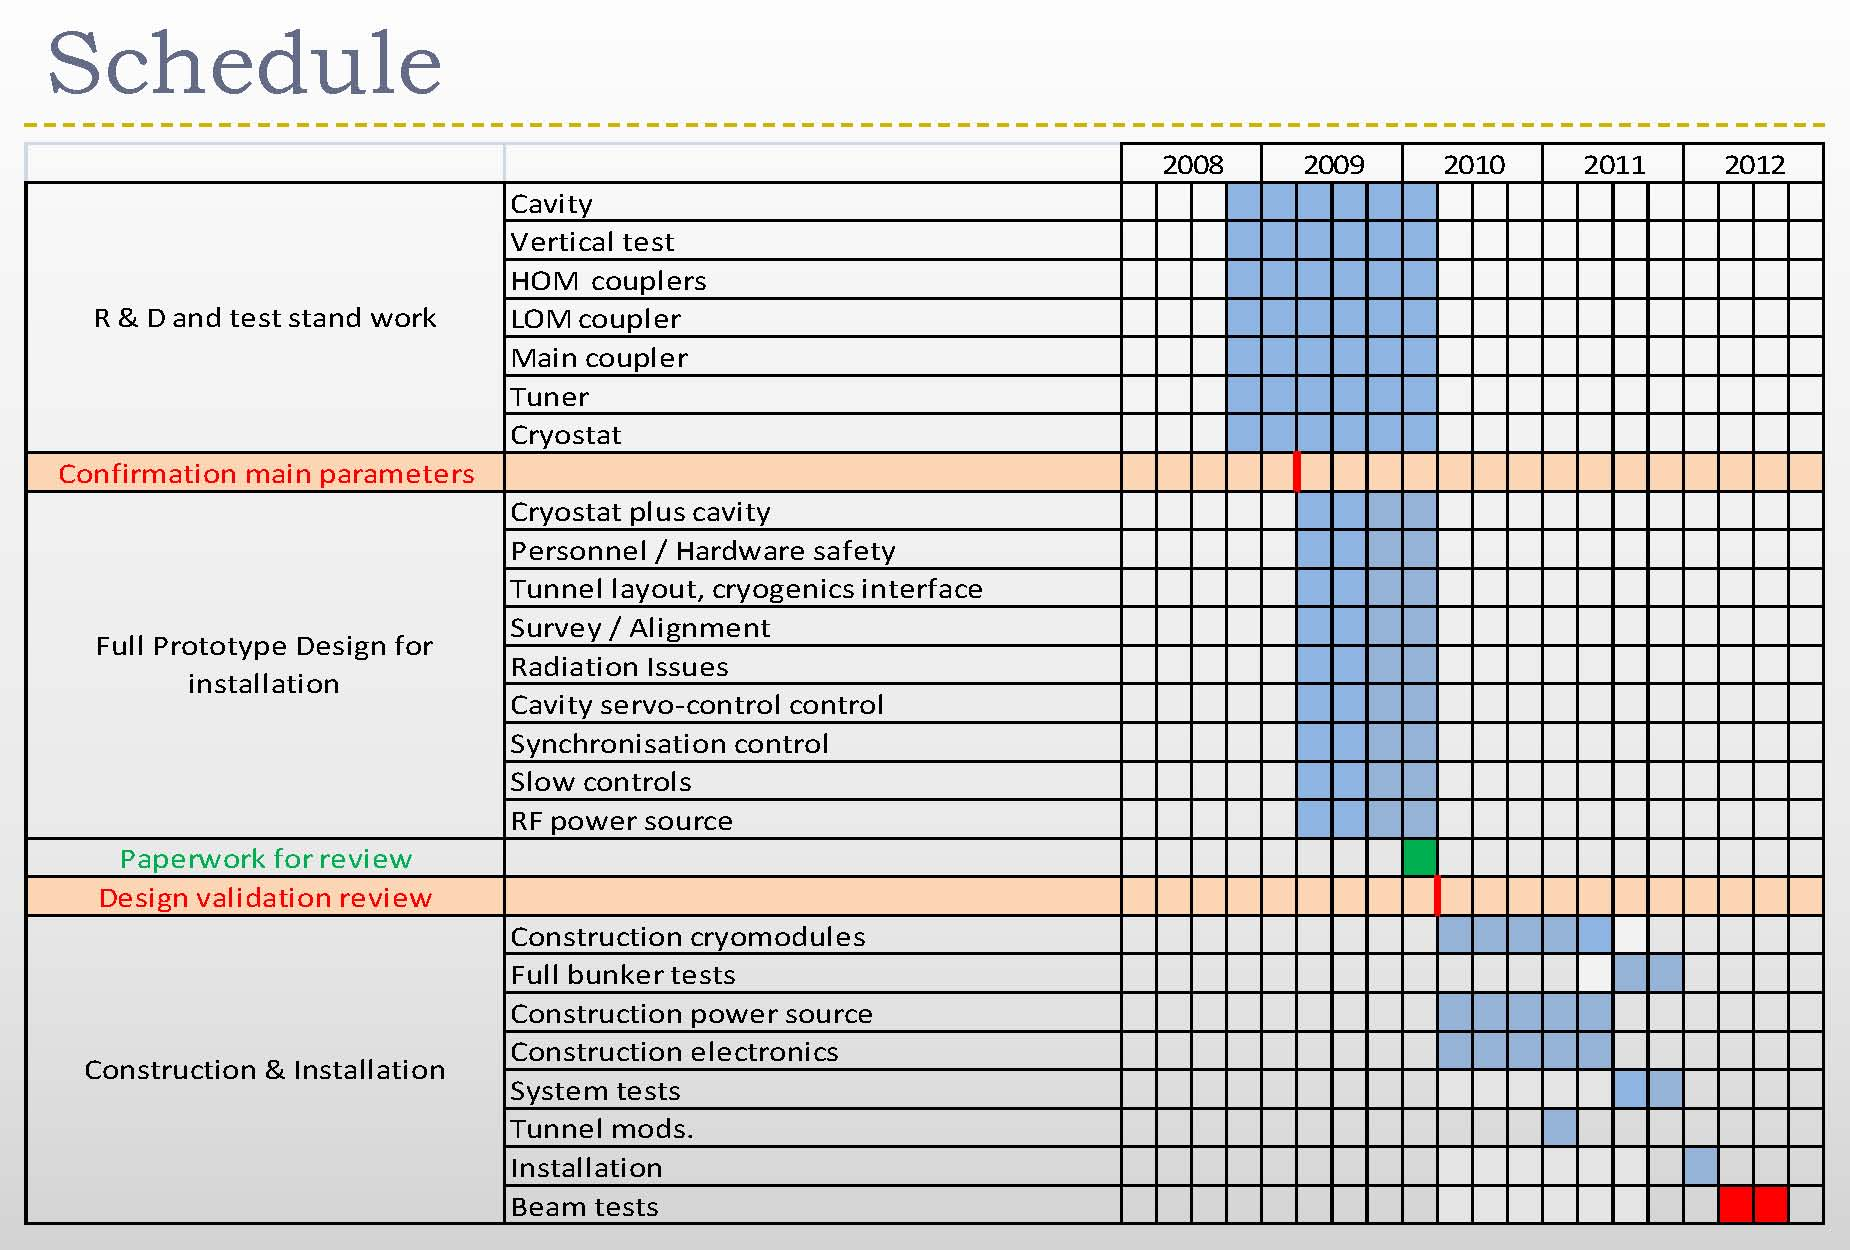 Schedule
2008 2009 2010 2011 2012
R & D and test stand work
Cavity
Vertical test
HOM couplers
LOM coupler
Main coupler
Tuner
Cryostat
Confirmation main parameters
Full Prototype Design for
installation
Cryostat plus cavity
Personnel / Hardware safety
Tunnel layout, cryogenics interface
Survey / Alignment
Radiation Issues
Cavity servo-control control
Synchronisation control
Slow controls
RF power source
Paperwork for review
Design validation review
Construction & Installation
Construction cryomodules
Full bunker tests
Construction power source
Construction electronics
System tests
Tunnel mods.
Installation
Beam tests